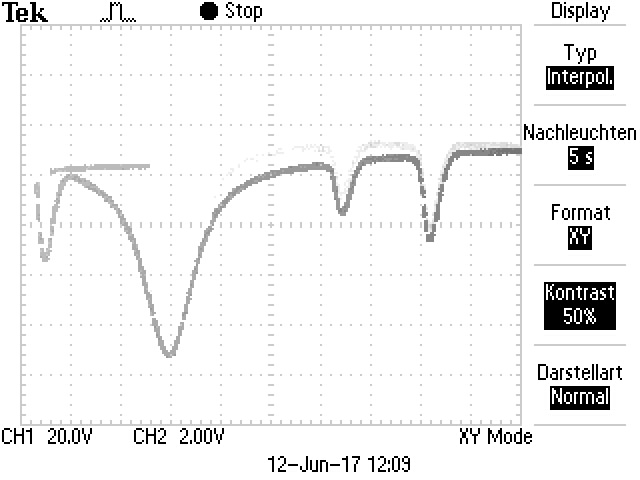 Tek
Stop
Display
Typ
Interpol.
Nachleuchten
5 s
Format
XY
Kontrast
50%
Darstellart
Normal
CH1 20.0V CH2 2.00V XY Mode
12-Jun-17 12:09